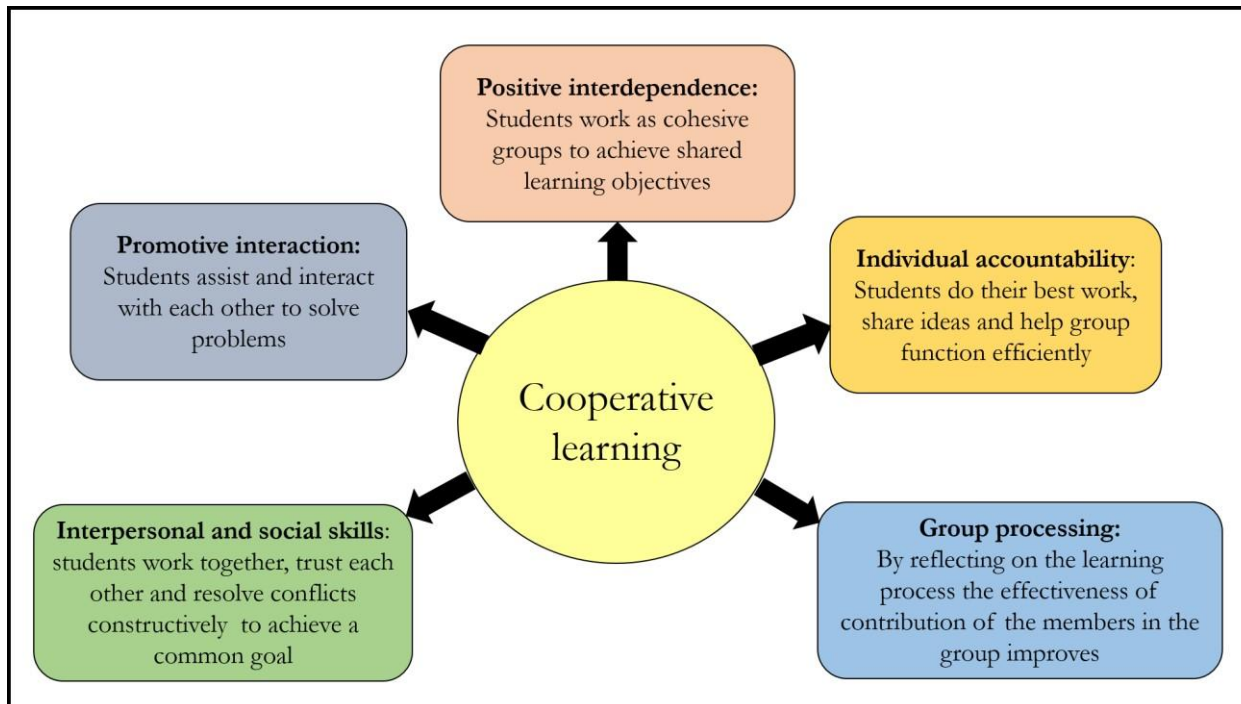 Positive interdependence:
Students work as cohesive
groups to achieve shared
learning objectives
Promotive interaction:
Students assist and interact
with each other to solve
problems
Individual accountability:
Students do their best work,
share ideas and help group
function efficiently
Cooperative
learning
Interpersonal and social skills:
students work together, trust each
other and resolve conflicts
constructively to achieve a
common goal
Group processing:
By reflecting on the learning
process the effectiveness of
contribution of the members in the
group improves